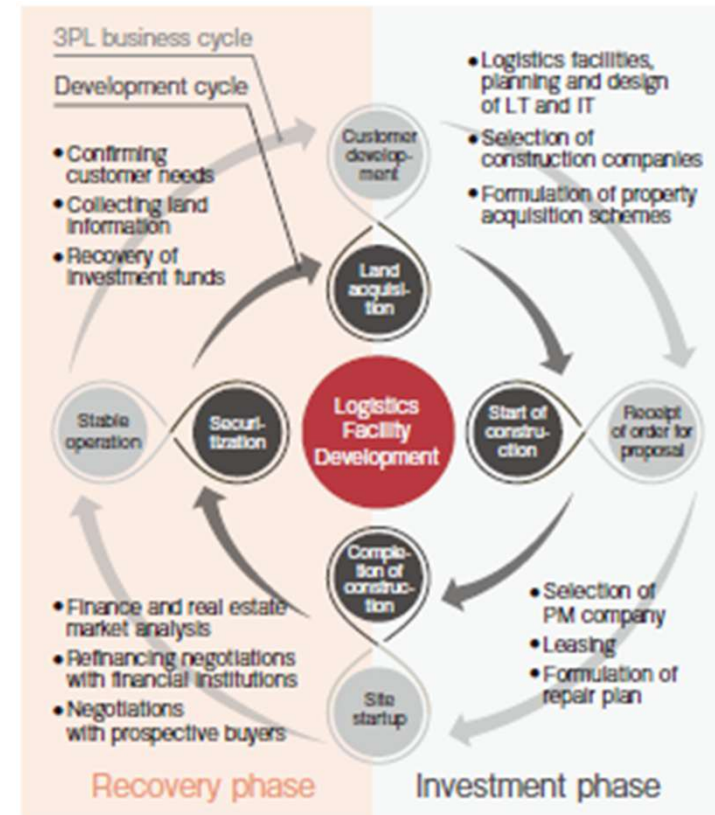 3PL business cycle
Development cycle
• Confirming
customer needs
• Collecting land
information
• Recovery of
investment funds
• Logistics facilities,
planning and design
of LT and IT
• Selection of
construction companies
• Formulation of property
acquisition schemes
Customer
develop-
ment
Land
acquisi-
tion
Stable
operation
Securi-
tization
Logistics
Facility
Development
Start of
constru-
ction
Receipt
of order for
proposal
Comple-
tion of
construc-
tion
Site
startup
• Finance and real estate
market analysis
• Refinancing negotiations
with financial institutions
• Negotiations
with prospective buyers
• Selection of
PM company
• Leasing
• Formulation of
repair plan
Recovery phase
Investment phase